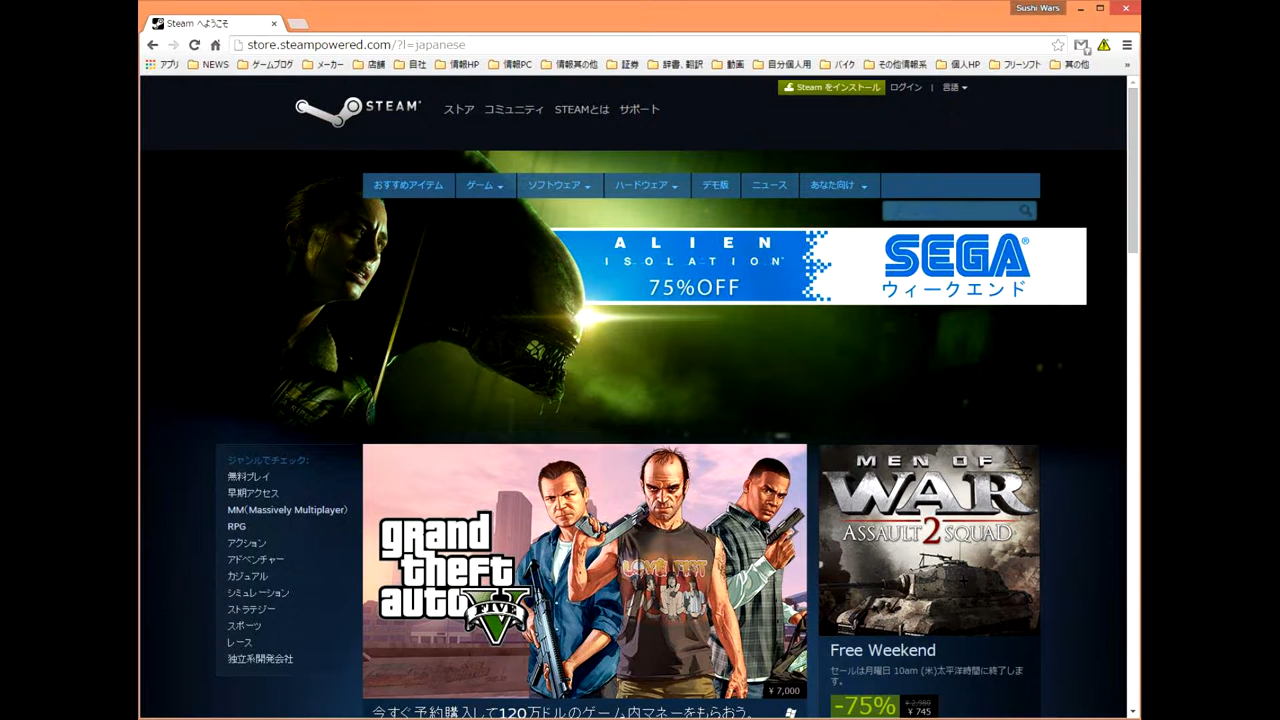 Sushi Wars
Steam へようこそ
store.steampowered.com/?l=japanese
アプリ NEWS ゲームブログ メーカー 店舗 自社 情報HP 情報PC 情報其の他 証券 辞書、翻訳 動画 自分個人用 バイク その他情報系 個人HP フリーソフト 其の他 »
Steam をインストール ログイン | 言語
STEAM ストア コミュニティ STEAMとは サポート
おすすめアイテム ゲーム ソフトウェア ハードウェア デモ版 ニュース あなた向け
ALIEN
ISOLATION
75%OFF
SEGA®
ウィークエンド
ジャンルでチェック:
無料プレイ
早期アクセス
MM(Massively Multiplayer)
RPG
アクション
アドベンチャー
カジュアル
シミュレーション
ストラテジー
スポーツ
レース
独立系開発会社
grand
theft
auto
V
FIVE
LOVE FIST
¥ 7,000
今すぐ予約購入して120万ドルのゲーム内マネーをもらおう。
MEN OF
WAR
ASSAULT SQUAD
2
Free Weekend
セールは月曜日 10am (米)太平洋時間に終了しま
す。
-75% ¥ 2,980
¥ 745